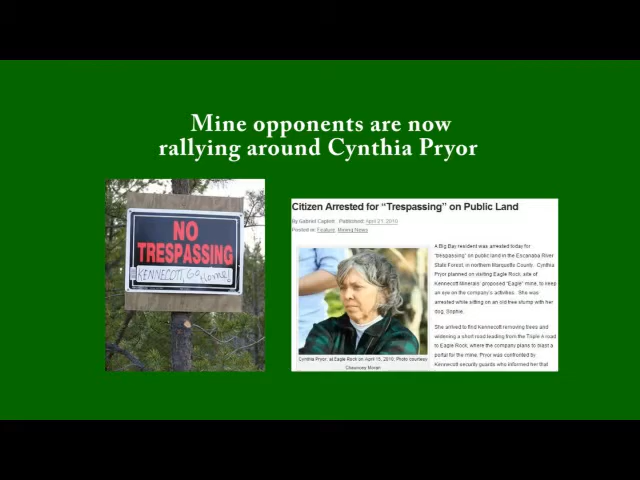 Mine opponents are now
rallying around Cynthia Pryor
NO
TRESPASSING
KENNECOTT, GO Home!
Citizen Arrested for “Trespassing” on Public Land
By Gabriel Caplett . Published: April 21, 2010
Posted in Feature, Mining News
A Big Bay resident was arrested today for
“trespassing” on public land in the Escanaba River
State Forest, in northern Marquette County. Cynthia
Pryor planned on visiting Eagle Rock, site of
Kennecott Minerals’ proposed “Eagle” mine, to keep
an eye on the company’s activities. She was
arrested while sitting on an old tree stump with her
dog, Sophie.
She arrived to find Kennecott removing trees and
widening a short road leading from the Triple A road
to Eagle Rock, where the company plans to blast a
portal for the mine. Pryor was confronted by
Kennecott security guards who informed her that
Cynthia Pryor, at Eagle Rock on April 15, 2010; Photo courtesy
Chauncey Moran